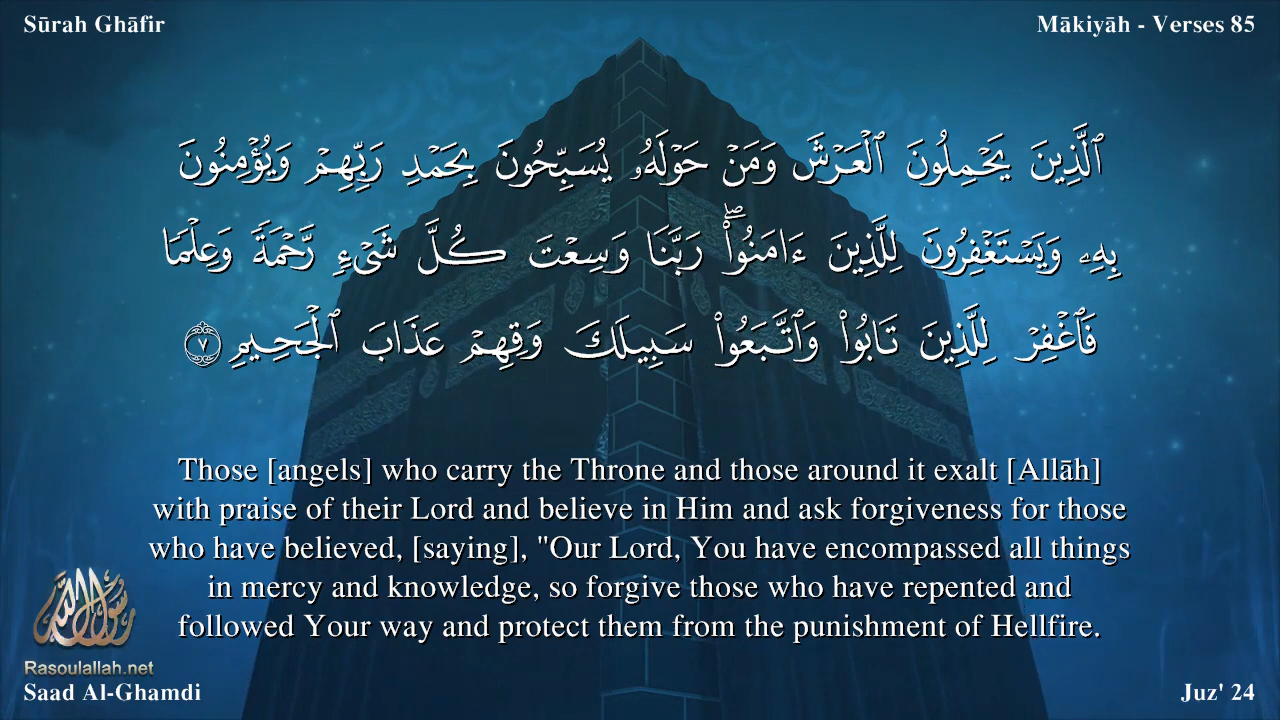 Sūrah Ghāfir
Mākiyāh - Verses 85
ٱلَّذِينَ يَحْمِلُونَ ٱلْعَرْشَ وَمَنْ حَوْلَهُۥ يُسَبِّحُونَ بِحَمْدِ رَبِّهِمْ وَيُؤْمِنُونَ
بِهِۦ وَيَسْتَغْفِرُونَ لِلَّذِينَ ءَامَنُوا۟ۖ رَبَّنَا وَسِعْتَ كُلَّ شَىْءٍ رَّحْمَةً وَعِلْمًا
فَٱغْفِرْ لِلَّذِينَ تَابُوا۟ وَٱتَّبَعُوا۟ سَبِيلَكَ وَقِهِمْ عَذَابَ ٱلْجَحِيمِ ٧
Those [angels] who carry the Throne and those around it exalt [Allāh]
with praise of their Lord and believe in Him and ask forgiveness for those
who have believed, [saying], "Our Lord, You have encompassed all things
in mercy and knowledge, so forgive those who have repented and
followed Your way and protect them from the punishment of Hellfire.
رسول الله
Rasoulallah.net
Saad Al-Ghamdi
Juz' 24